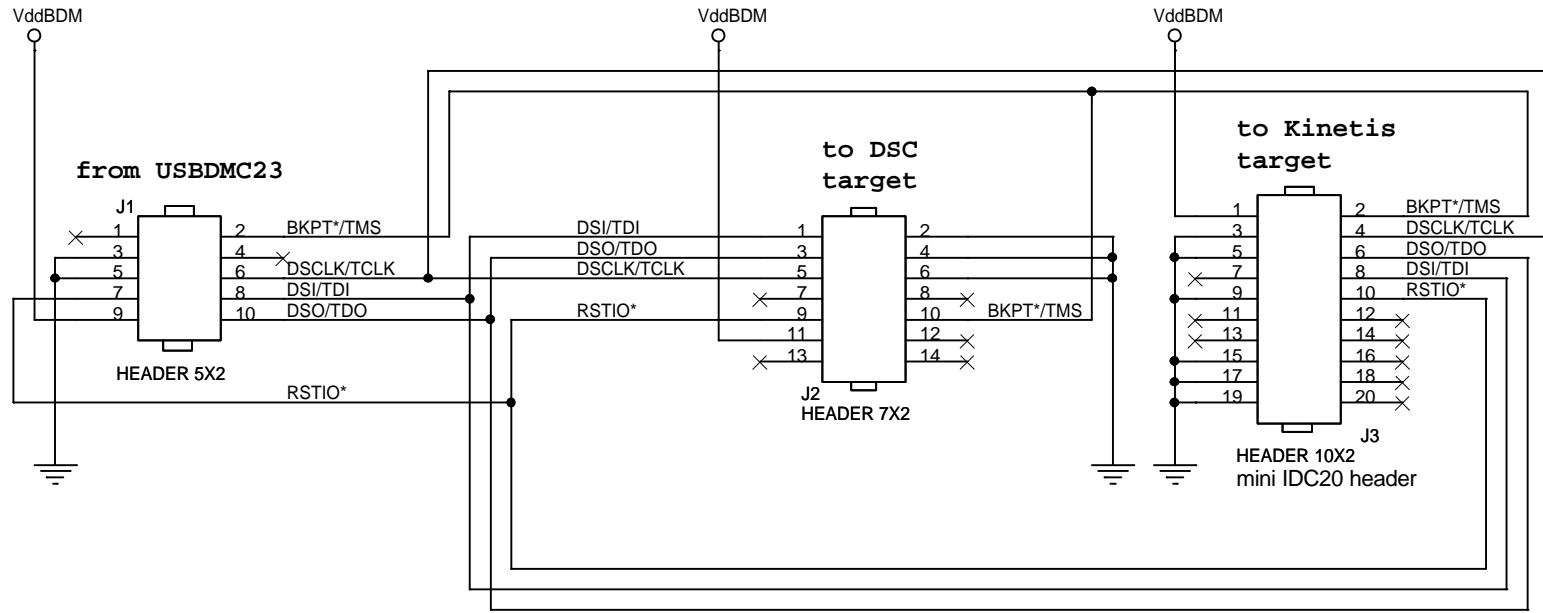 VddBDM
VddBDM
VddBDM
from USBDMC23
J1
1
3
5
7
9
2
4
6
8
10
BKPT*/TMS
DSCLK/TCLK
DSI/TDI
DSO/TDO
HEADER 5X2
RSTIO*
to DSC
target
DSI/TDI
DSO/TDO
DSCLK/TCLK
RSTIO*
1
3
5
7
9
11
13
2
4
6
8
10
12
14
BKPT*/TMS
J2
HEADER 7X2
to Kinetis
target
1
3
5
7
9
11
13
15
17
19
2
4
6
8
10
12
14
16
18
20
BKPT*/TMS
DSCLK/TCLK
DSO/TDO
DSI/TDI
RSTIO*
J3
HEADER 10X2
mini IDC20 header